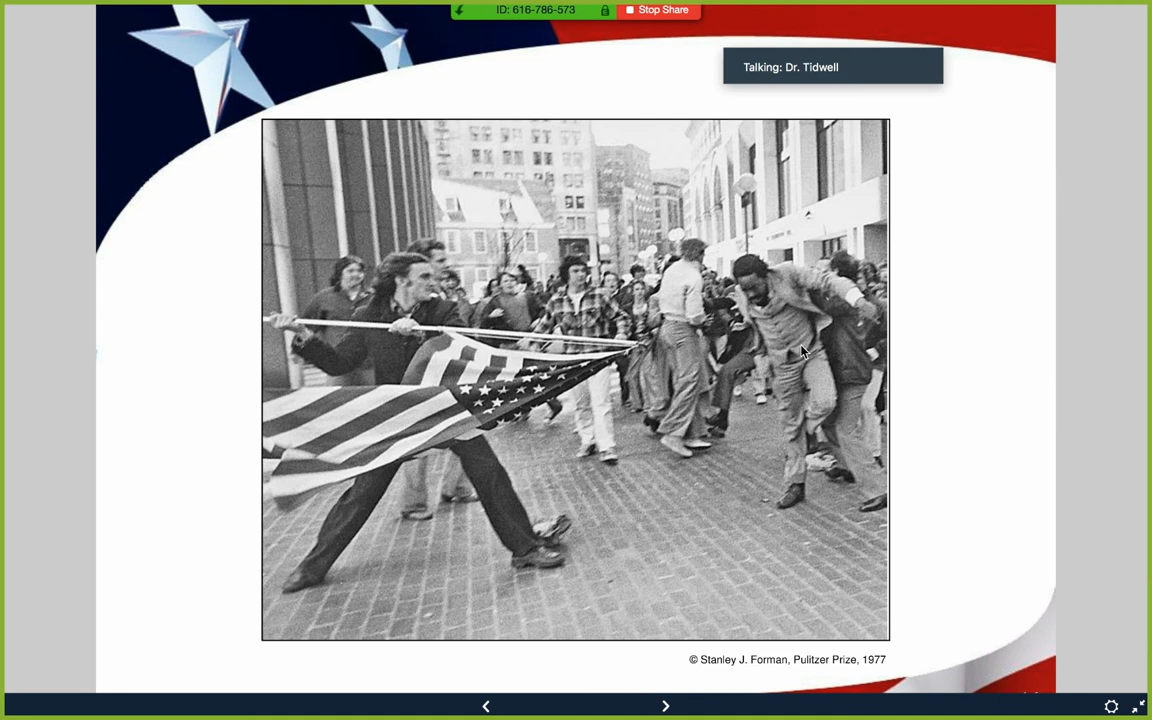 ID: 616-786-573
Stop Share
Talking: Dr. Tidwell
© Stanley J. Forman, Pulitzer Prize, 1977